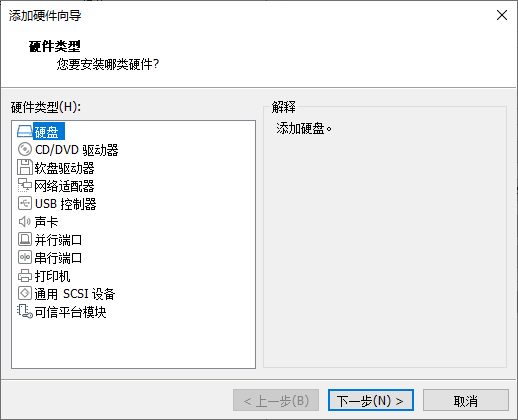 添加硬件向导
硬件类型
您要安装哪类硬件?
硬件类型(H):
硬盘
CD/DVD 驱动器
软盘驱动器
网络适配器
USB 控制器
声卡
并行端口
串行端口
打印机
通用 SCSI 设备
可信平台模块
解释
添加硬盘。
< 上一步(B)
下一步(N) >
取消